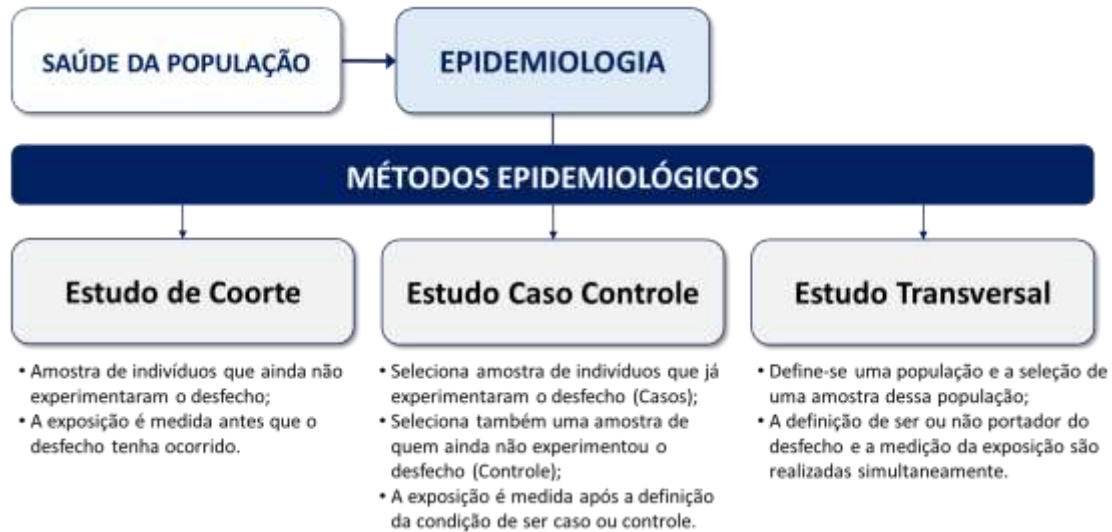 SAÚDE DA POPULAÇÃO
EPIDEMIOLOGIA
MÉTODOS EPIDEMIOLÓGICOS
Estudo de Coorte
• Amostra de indivíduos que ainda não
experimentaram o desfecho;
• A exposição é medida antes que o
desfecho tenha ocorrido.
Estudo Caso Controle
• Seleciona amostra de indivíduos que já
experimentaram o desfecho (Casos);
• Seleciona também uma amostra de
quem ainda não experimentou o
desfecho (Controle);
• A exposição é medida após a definição
da condição de ser caso ou controle.
Estudo Transversal
• Define-se uma população e a seleção de
uma amostra dessa população;
• A definição de ser ou não portador do
desfecho e a medição da exposição são
realizadas simultaneamente.